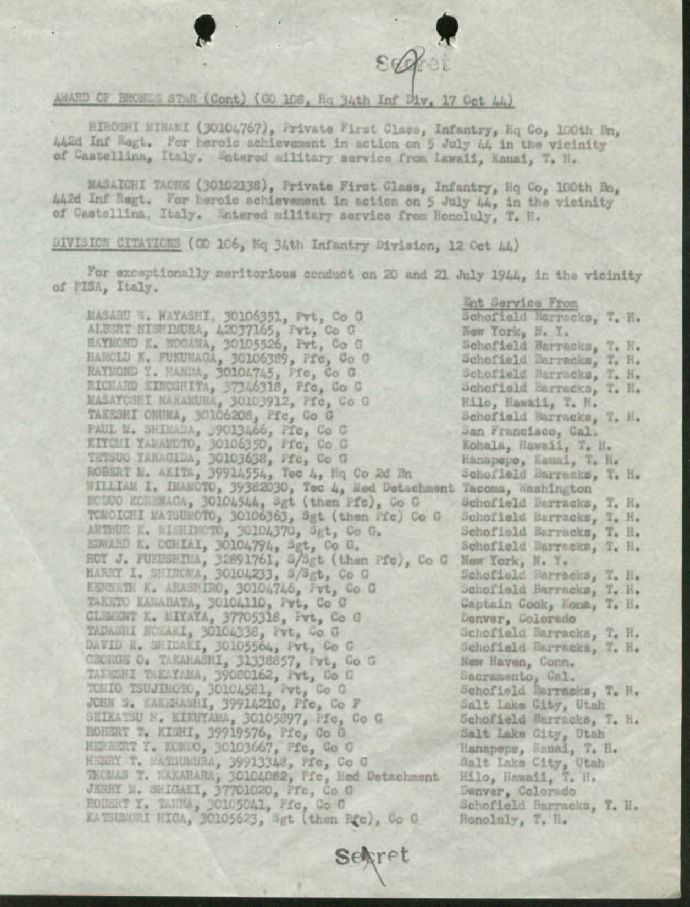 Secret
AWARD OF BRONZE STAR (Cont) (GO 108, Hq 34th Inf Div, 17 Oct 44)
HIROSHI MINAMI (30104767), Private First Class, Infantry, Hq Co, 100th Bn,
442d Inf Regt. For heroic achievement in action on 5 July 44 in the vicinity
of Castellina, Italy. Entered military service from Lawaii, Kauai, T. H.
MASAICHI TAONE (30102138), Private First Class, Infantry, Hq Co, 100th Bn,
442d Inf Regt. For heroic achievement in action on 5 July 44, in the vicinity
of Castellina, Italy. Entered military service from Honoluly, T. H.
DIVISION CITATIONS (GO 106, Hq 34th Infantry Division, 12 Oct 44)
For exceptionally meritorious conduct on 20 and 21 July 1944, in the vicinity
of PISA, Italy.
Ent Service From
MASARU W. HAYASHI, 30106351, Pvt, Co G Schofield Barracks, T. H.
ALBERT NISHIMURA, 42037165, Pvt, Co G New York, N. Y.
RAYMOND K. NOGAWA, 30105526, Pvt, Co G Schofield Barracks, T. H.
HAROLD K. FUKUNAGA, 30106389, Pfc, Co G Schofield Barracks, T. H.
RAYMOND Y. HANDA, 30104745, Pfc, Co G Schofield Barracks, T. H.
RICHARD KINOSHITA, 37346318, Pfc, Co G Schofield Barracks, T. H.
MASAYOSHI NAKAMURA, 30103912, Pfc, Co G Hilo, Hawaii, T. H.
TAKESHI ONUMA, 30106208, Pfc, Co G Schofield Barracks, T. H.
PAUL M. SHIMADA, 39013466, Pfc, Co G San Francisco, Cal.
KIYOMI YAMAMOTO, 30106350, Pfc, Co G Kohala, Hawaii, T. H.
TETSUO YANAGIDA, 30103638, Pfc, Co G Hanapepe, Kauai, T. H.
ROBERT M. AKITA, 39914554, Tec 4, Hq Co 2d Bn Schofield Barracks, T. H.
WILLIAM I. IMAMOTO, 39382030, Tec 4, Med Detachment Tacoma, Washington
NOBUO KOHENAGA, 30104544, Sgt (then Pfc), Co G Schofield Barracks, T. H.
TOMOICHI MATSUMOTO, 30106363, Sgt (then Pfc) Co G Schofield Barracks, T. H.
ARTHUR K. NISHIMOTO, 30104370, Sgt, Co G. Schofield Barracks, T. H.
EDWARD K. OCHIAI, 30104794, Sgt, Co G. Schofield Barracks, T. H.
ROY J. FUKUSHIMA, 32891761, S/Sgt (then Pfc), Co G New York, N. Y.
HARRY I. SHIROMA, 30104233, S/Sgt, Co G Schofield Barracks, T. H.
KENNETH K. ARASHIRO, 30104746, Pvt, Co G Schofield Barracks, T. H.
TAKETO KANAHATA, 30104110, Pvt, Co G Captain Cook, Kona, T. H.
CLEMENT K. MIYAYA, 37705318, Pvt, Co G Denver, Colorado
TADASHI NOZAKI, 30104338, Pvt, Co G Schofield Barracks, T. H.
DAVID K. SHIDAKI, 30105564, Pvt, Co G Schofield Barracks, T. H.
GEORGE O. TAKAHASHI, 31338857, Pvt, Co G New Haven, Conn.
TAKESHI TAKAYAMA, 39080162, Pvt, Co G Sacramento, Cal.
TOMIO TSUJIMOTO, 30104581, Pvt, Co G Schofield Barracks, T. H.
JOHN S. KAKEHASHI, 39914210, Pfc, Co F Salt Lake City, Utah
SEIKATSU M. KIKUYAMA, 30105897, Pfc, Co G Schofield Barracks, T. H.
ROBERT T. KISHI, 39919576, Pfc, Co G Salt Lake City, Utah
HERBERT Y. KONDO, 30103667, Pfc, Co G Hanapepe, Kauai, T. H.
HENRY T. MATSUMURA, 39913348, Pfc, Co G Salt Lake City, Utah
THOMAS T. NAKAHARA, 30104082, Pfc, Med Detachment Hilo, Hawaii, T. H.
JERRY M. SHIGAKI, 37701020, Pfc, Co G Denver, Colorado
ROBERT Y. TANNA, 30105041, Pfc, Co G Schofield Barracks, T. H.
KATSUMORI HIGA, 30105623, Sgt (then Pfc), Co G Honoluly, T. H.
Secret